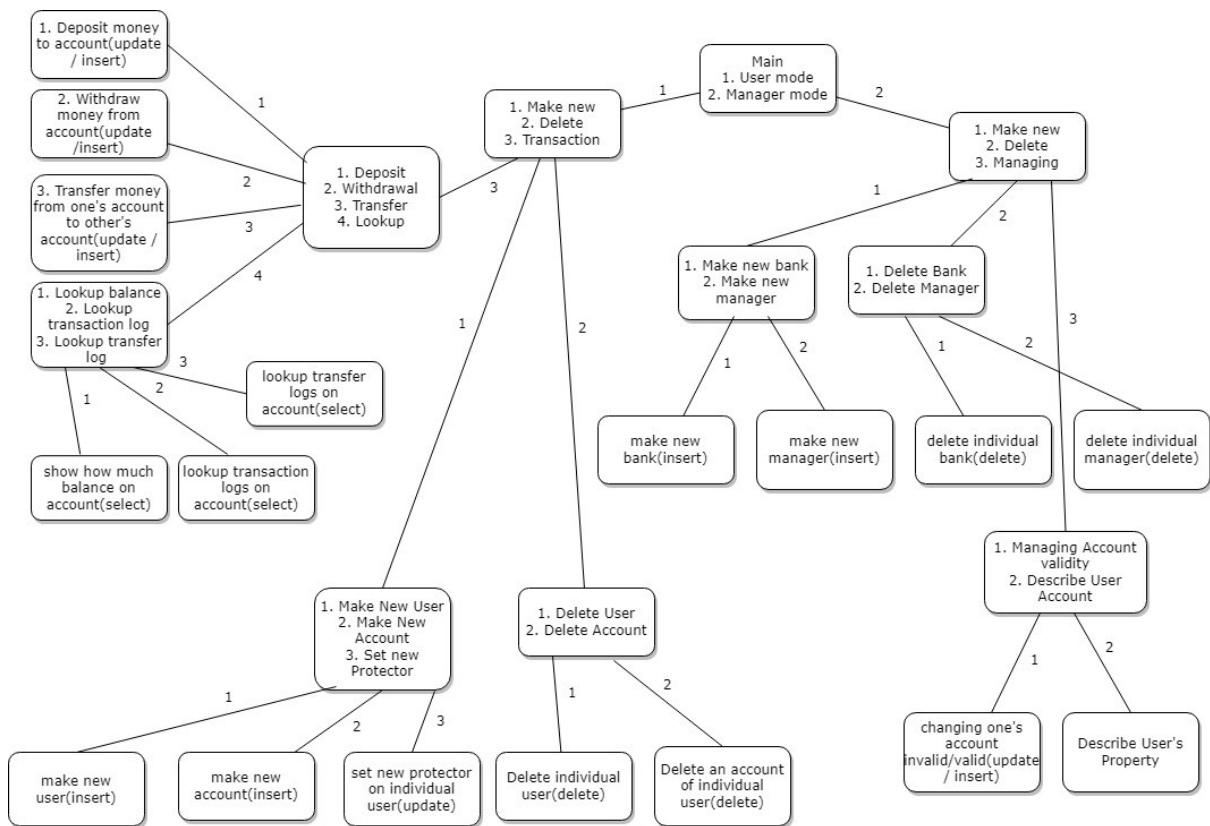 1. Deposit money
to account(update
/ insert)
Main
1. User mode
2. Manager mode
1
2
2. Withdraw
money from
account(update
/insert)
1
1. Make new
2. Delete
3. Transaction
1. Make new
2. Delete
3. Managing
1. Deposit
2. Withdrawal
3. Transfer
4. Lookup
2
3
3. Transfer money
from one's account
to other's
account(update /
insert)
3
4
1
2
3
1. Make new bank
2. Make new
manager
1. Delete Bank
2. Delete Manager
1. Lookup balance
2. Lookup
transaction log
3. Lookup transfer
log
1
2
3
1
2
1
2
1
2
lookup transfer
logs on
account(select)
make new
bank(insert)
make new
manager(insert)
delete individual
bank(delete)
delete individual
manager(delete)
show how much
balance on
account(select)
lookup transaction
logs on
account(select)
1. Managing Account
validity
2. Describe User
Account
1. Make New User
2. Make New
Account
3. Set new
Protector
1. Delete User
2. Delete Account
1
2
1
2
3
1
2
make new
user(insert)
make new
account(insert)
set new protector
on individual
user(update)
Delete individual
user(delete)
Delete an account
of individual
user(delete)
changing one's
account
invalid/valid(update
/ insert)
Describe User's
Property